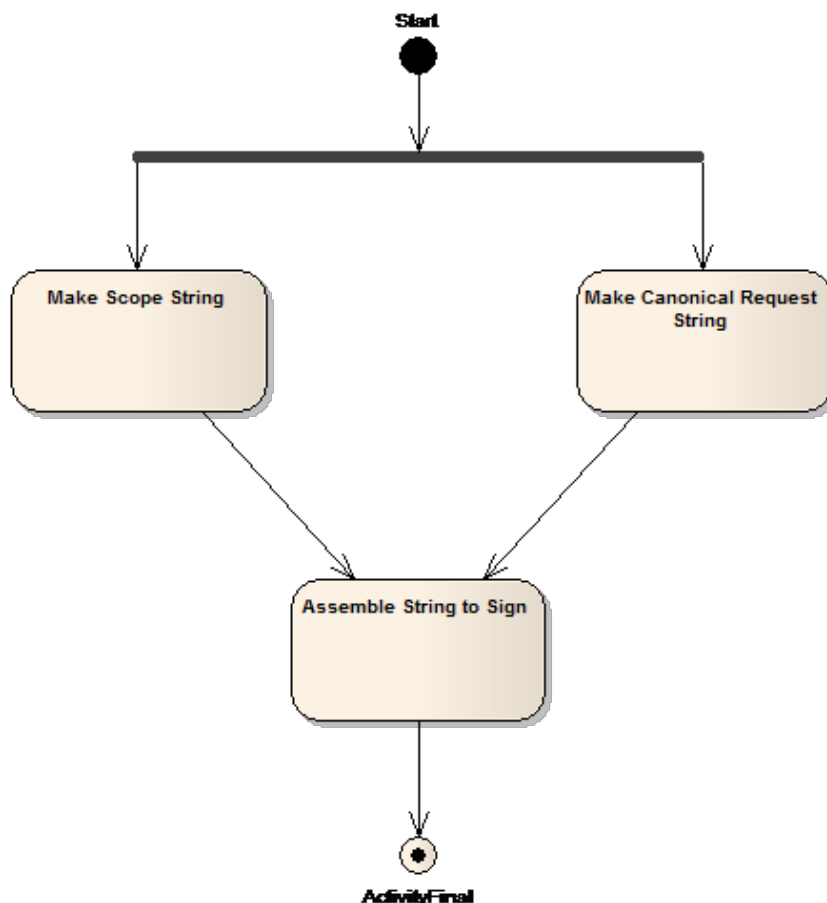 Start
Make Scope String
Make Canonical Request
String
Assemble String to Sign
ActivityFinal